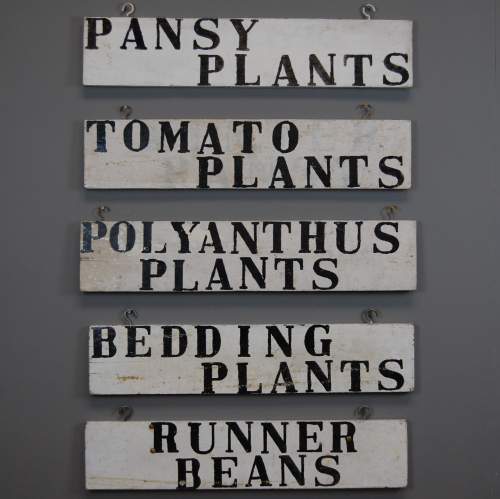 PANSY
PLANTS
TOMATO
PLANTS
POLYANTHUS
PLANTS
BEDDING
PLANTS
RUNNER
BEANS